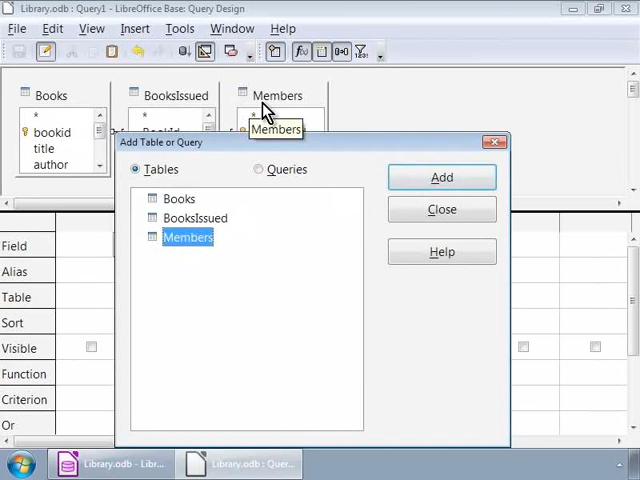 Library.odb : Query1 - LibreOffice Base: Query Design
File Edit View Insert Tools Window Help
Books BooksIssued Members
*
bookid
title
author
*
*
Members
Add Table or Query
Tables Queries
Books
BooksIssued
Members
Add
Close
Help
Field
Alias
Table
Sort
Visible
Function
Criterion
Or
Library.odb - Libr... Library.odb : Quer...